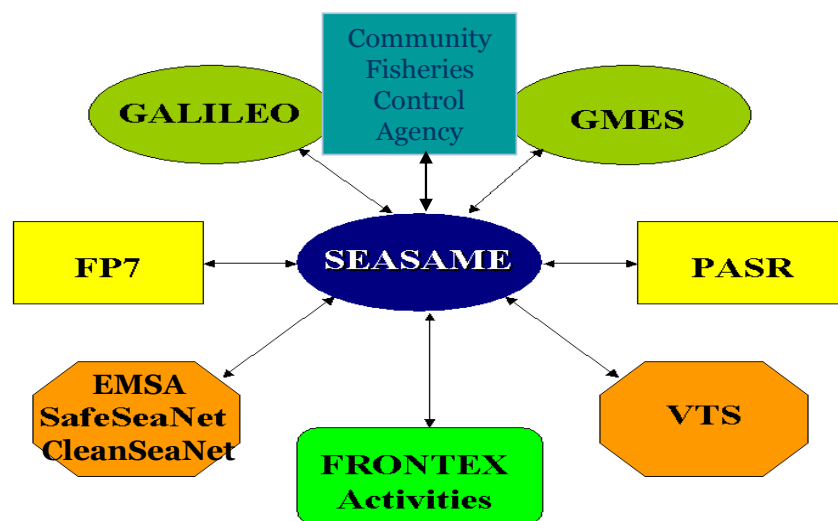 Community
Fisheries
Control
Agency
GALILEO
GMES
SEASAME
FP7
PASR
EMSA
SafeSeaNet
CleanSeaNet
VTS
FRONTEX
Activities